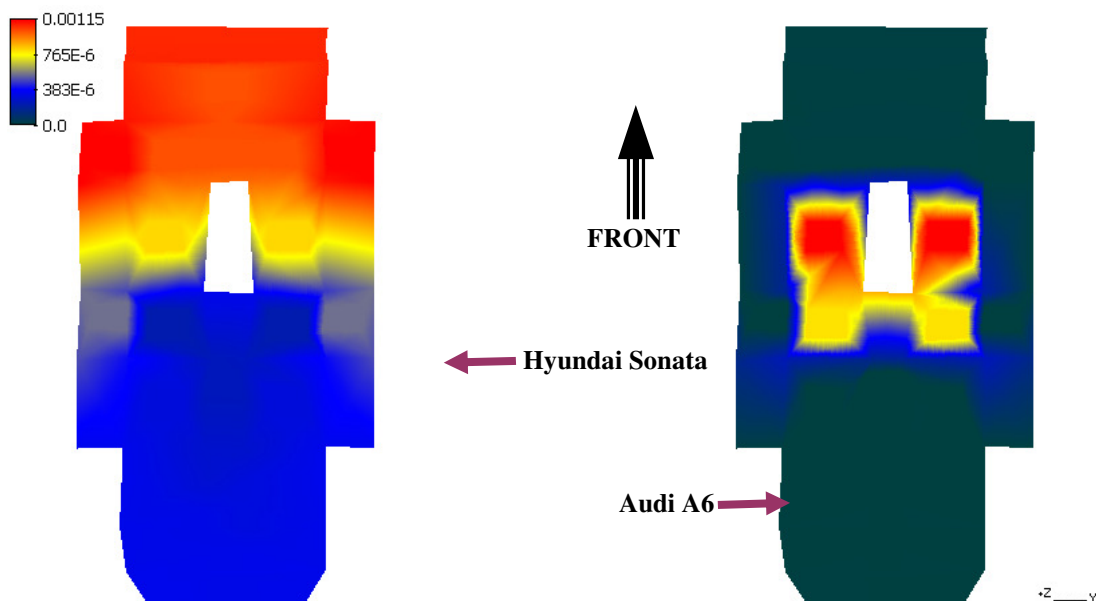 0.00115
765E-6
383E-6
0.0
FRONT
Hyundai Sonata
Audi A6
Z
Y